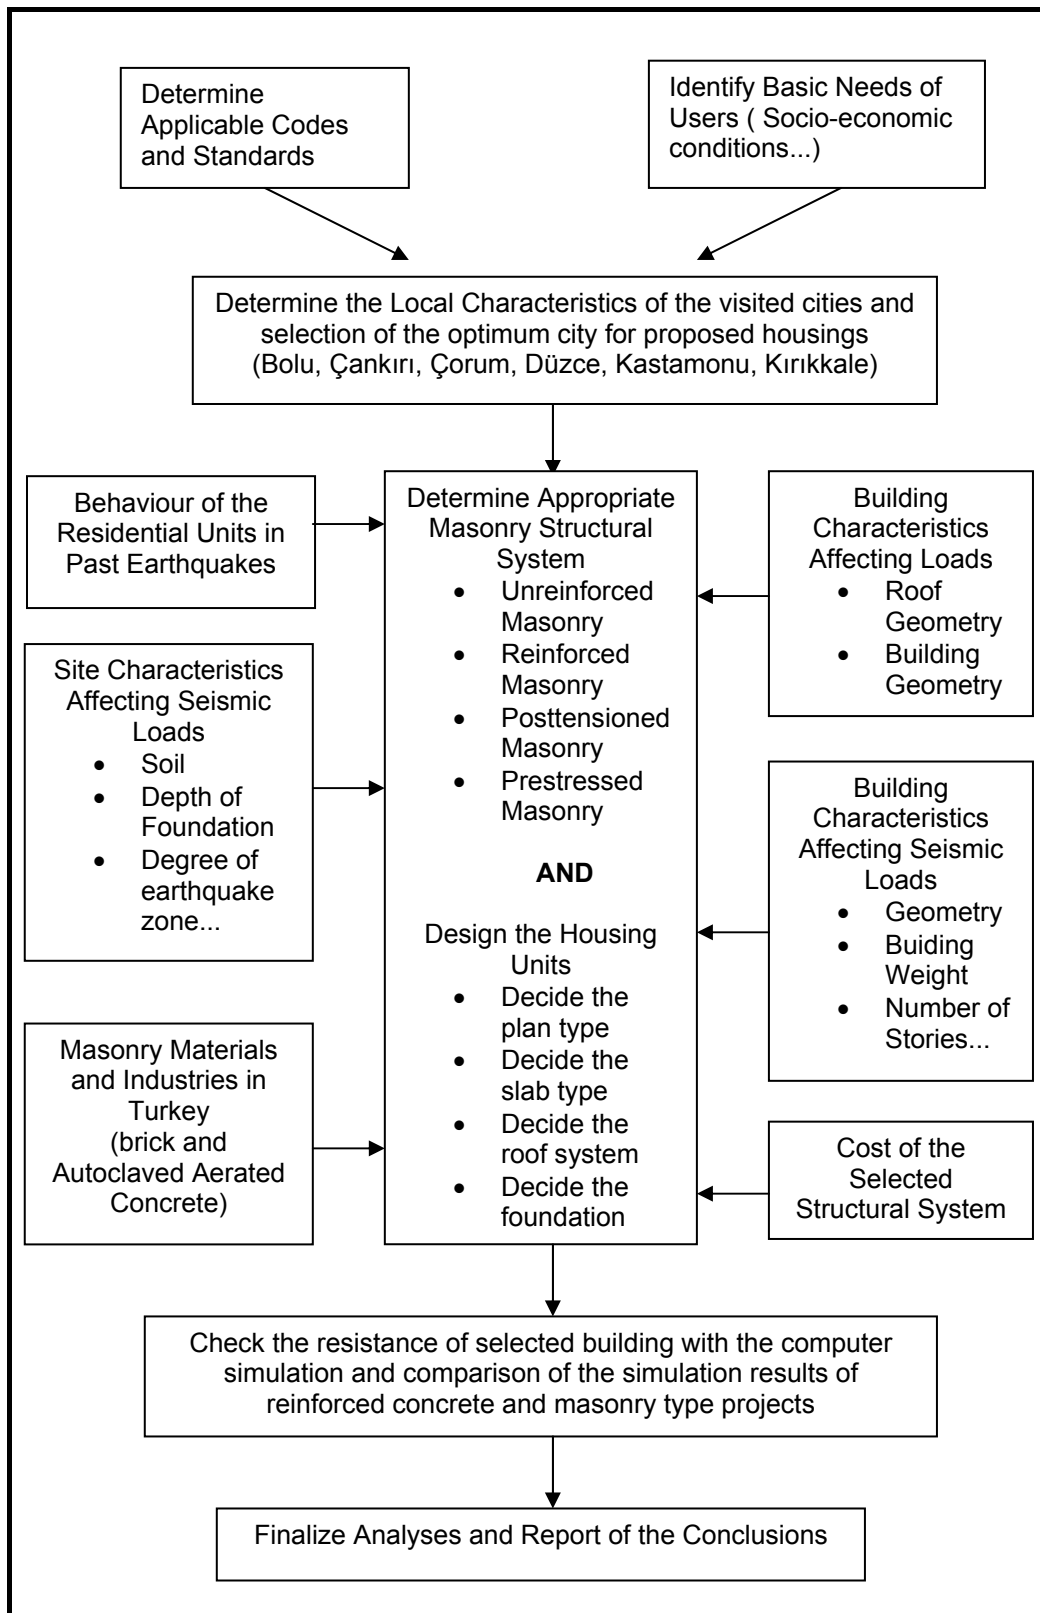 Determine
Applicable Codes
and Standards
Identify Basic Needs of
Users ( Socio-economic
conditions...)
Determine the Local Characteristics of the visited cities and
selection of the optimum city for proposed housings
(Bolu, Çankırı, Çorum, Düzce, Kastamonu, Kırıkkale)
Behaviour of the
Residential Units in
Past Earthquakes
Site Characteristics
Affecting Seismic
Loads
• Soil
• Depth of
Foundation
• Degree of
earthquake
zone...
Masonry Materials
and Industries in
Turkey
(brick and
Autoclaved Aerated
Concrete)
Determine Appropriate
Masonry Structural
System
• Unreinforced
Masonry
• Reinforced
Masonry
• Posttensioned
Masonry
• Prestressed
Masonry
AND
Design the Housing
Units
• Decide the
plan type
• Decide the
slab type
• Decide the
roof system
• Decide the
foundation
Building
Characteristics
Affecting Loads
• Roof
Geometry
• Building
Geometry
Building
Characteristics
Affecting Seismic
Loads
• Geometry
• Buiding
Weight
• Number of
Stories...
Cost of the
Selected
Structural System
Check the resistance of selected building with the computer
simulation and comparison of the simulation results of
reinforced concrete and masonry type projects
Finalize Analyses and Report of the Conclusions